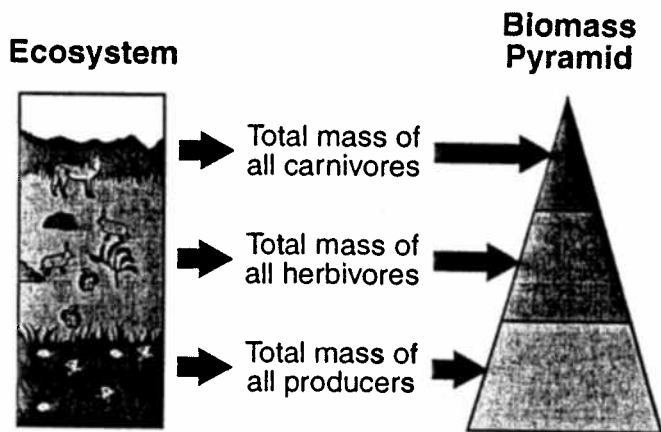 Ecosystem
Biomass
Pyramid
Total mass of
all carnivores
Total mass of
all herbivores
Total mass of
all producers